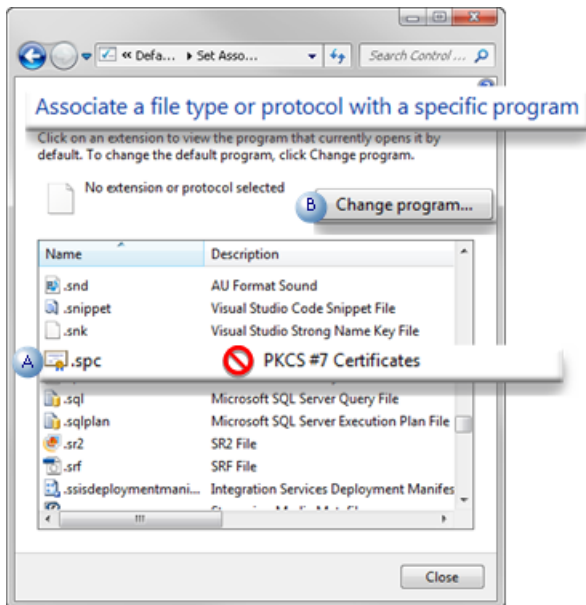 « Defa... ▸ Set Asso...
Search Control ...
Associate a file type or protocol with a specific program
Click on an extension to view the program that currently opens it by
default. To change the default program, click Change program.
No extension or protocol selected
B Change program...
Name Description
.snd AU Format Sound
.snippet Visual Studio Code Snippet File
.snk Visual Studio Strong Name Key File
A .spc PKCS #7 Certificates
.sql Microsoft SQL Server Query File
.sqlplan Microsoft SQL Server Execution Plan File
.sr2 SR2 File
.srf SRF File
.ssisdeploymentmani... Integration Services Deployment Manifes
Close